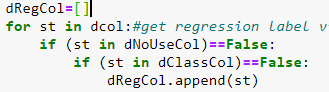 dRegCol=[]
for st in dcol:#get regression label
if (st in dNoUseCol)==False:
if (st in dClassCol)==False:
dRegCol.append(st)